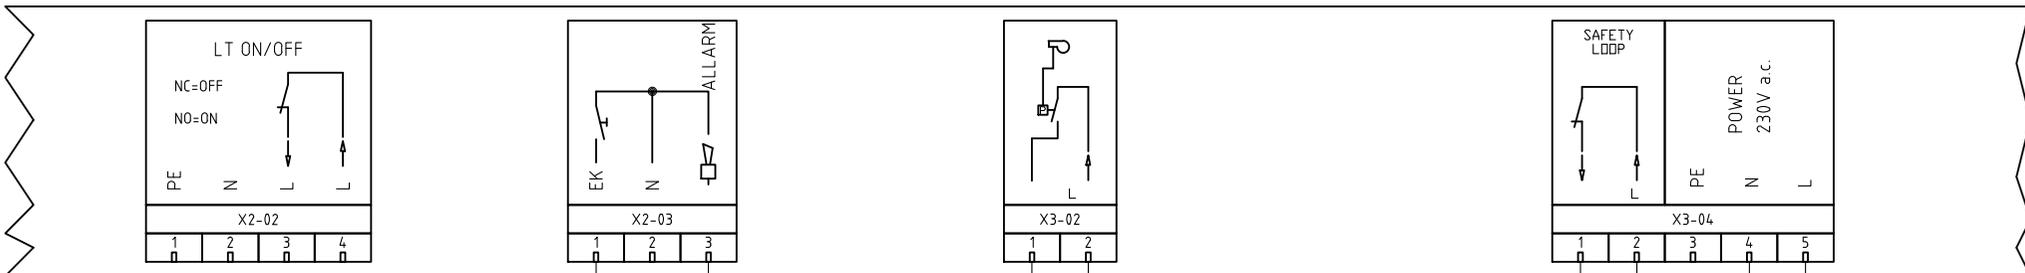 LT ON/OFF
NC=OFF
NO=ON
PE N L L
X2-02
1 2 3 4
ALLARM
EK N
X2-03
1 2 3
P
L
X3-02
1 2
SAFETY
LOOP
L
POWER
230V a.c.
PE N L
X3-04
1 2 3 4 5